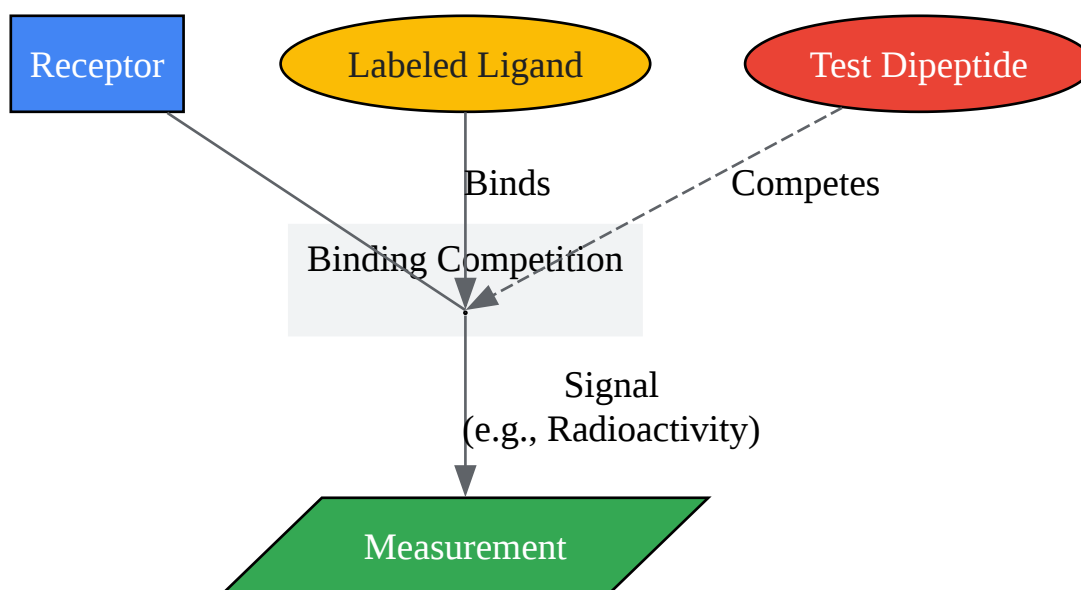 Receptor
Labeled Ligand
Test Dipeptide
Binds
Competes
Binding Competition
Signal
(e.g., Radioactivity)
Measurement